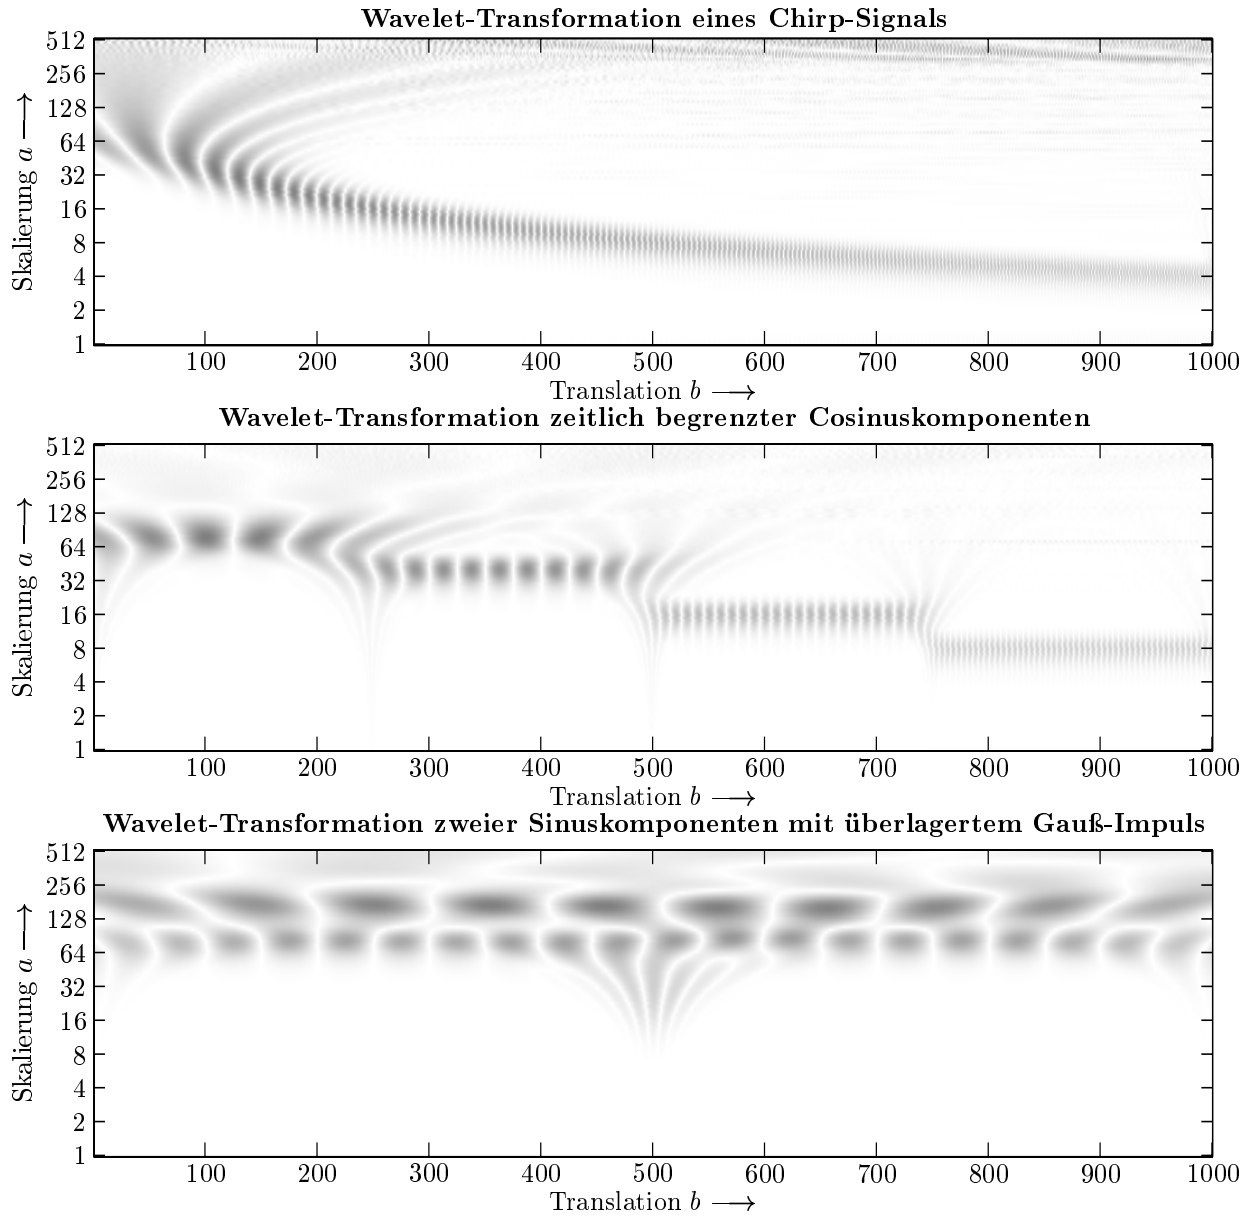 Wavelet-Transformation eines Chirp-Signals
512
256
128
64
32
16
8
4
2
1
Skalierung a ⟶
100 200 300 400 500 600 700 800 900 1000
Translation b ⟶
Wavelet-Transformation zeitlich begrenzter Cosinuskomponenten
512
256
128
64
32
16
8
4
2
1
Skalierung a ⟶
100 200 300 400 500 600 700 800 900 1000
Translation b ⟶
Wavelet-Transformation zweier Sinuskomponenten mit überlagertem Gauß-Impuls
512
256
128
64
32
16
8
4
2
1
Skalierung a ⟶
100 200 300 400 500 600 700 800 900 1000
Translation b ⟶